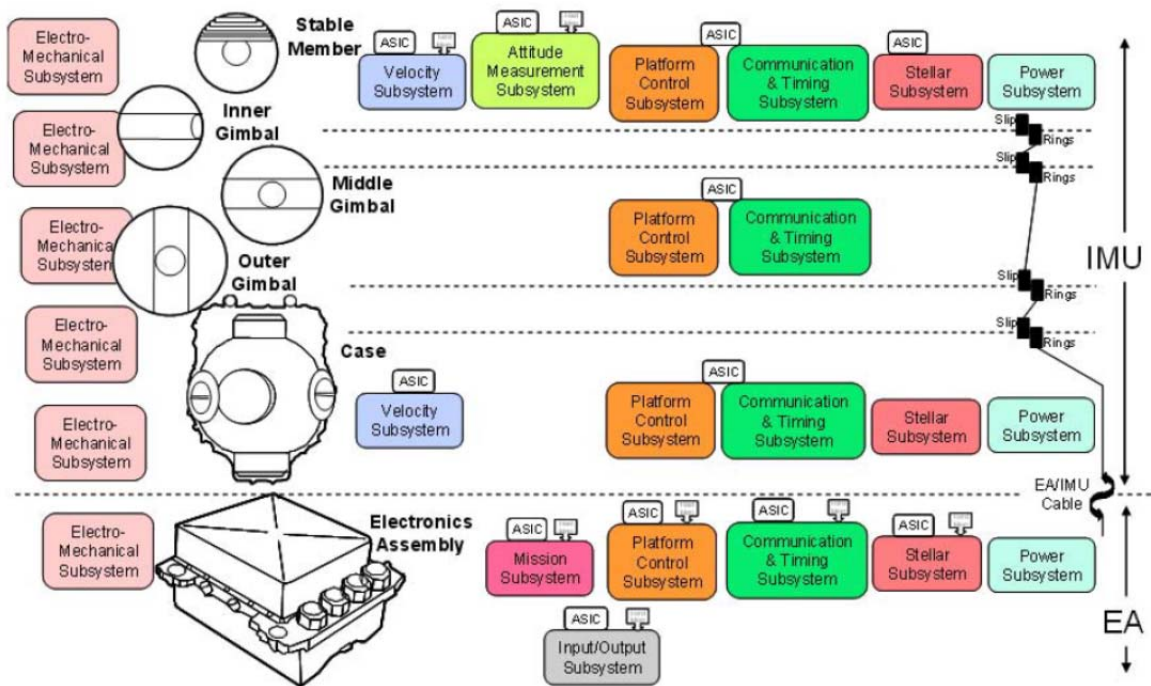 Electro-
Mechanical
Subsystem
Stable
Member
ASIC
Velocity
Subsystem
ASIC
Attitude
Measurement
Subsystem
ASIC
Platform
Control
Subsystem
Communication
& Timing
Subsystem
ASIC
Stellar
Subsystem
Power
Subsystem
Slip
Rings
Electro-
Mechanical
Subsystem
Inner
Gimbal
Slip
Rings
Middle
Gimbal
ASIC
Platform
Control
Subsystem
Communication
& Timing
Subsystem
IMU
Electro-
Mechanical
Subsystem
Outer
Gimbal
Slip
Rings
Electro-
Mechanical
Subsystem
Case
Slip
Rings
ASIC
Velocity
Subsystem
ASIC
Platform
Control
Subsystem
Communication
& Timing
Subsystem
Stellar
Subsystem
Power
Subsystem
Electro-
Mechanical
Subsystem
EA/IMU
Cable
Electro-
Mechanical
Subsystem
Electronics
Assembly
ASIC
Mission
Subsystem
ASIC
Platform
Control
Subsystem
ASIC
Communication
& Timing
Subsystem
ASIC
Stellar
Subsystem
Power
Subsystem
EA
ASIC
Input/Output
Subsystem